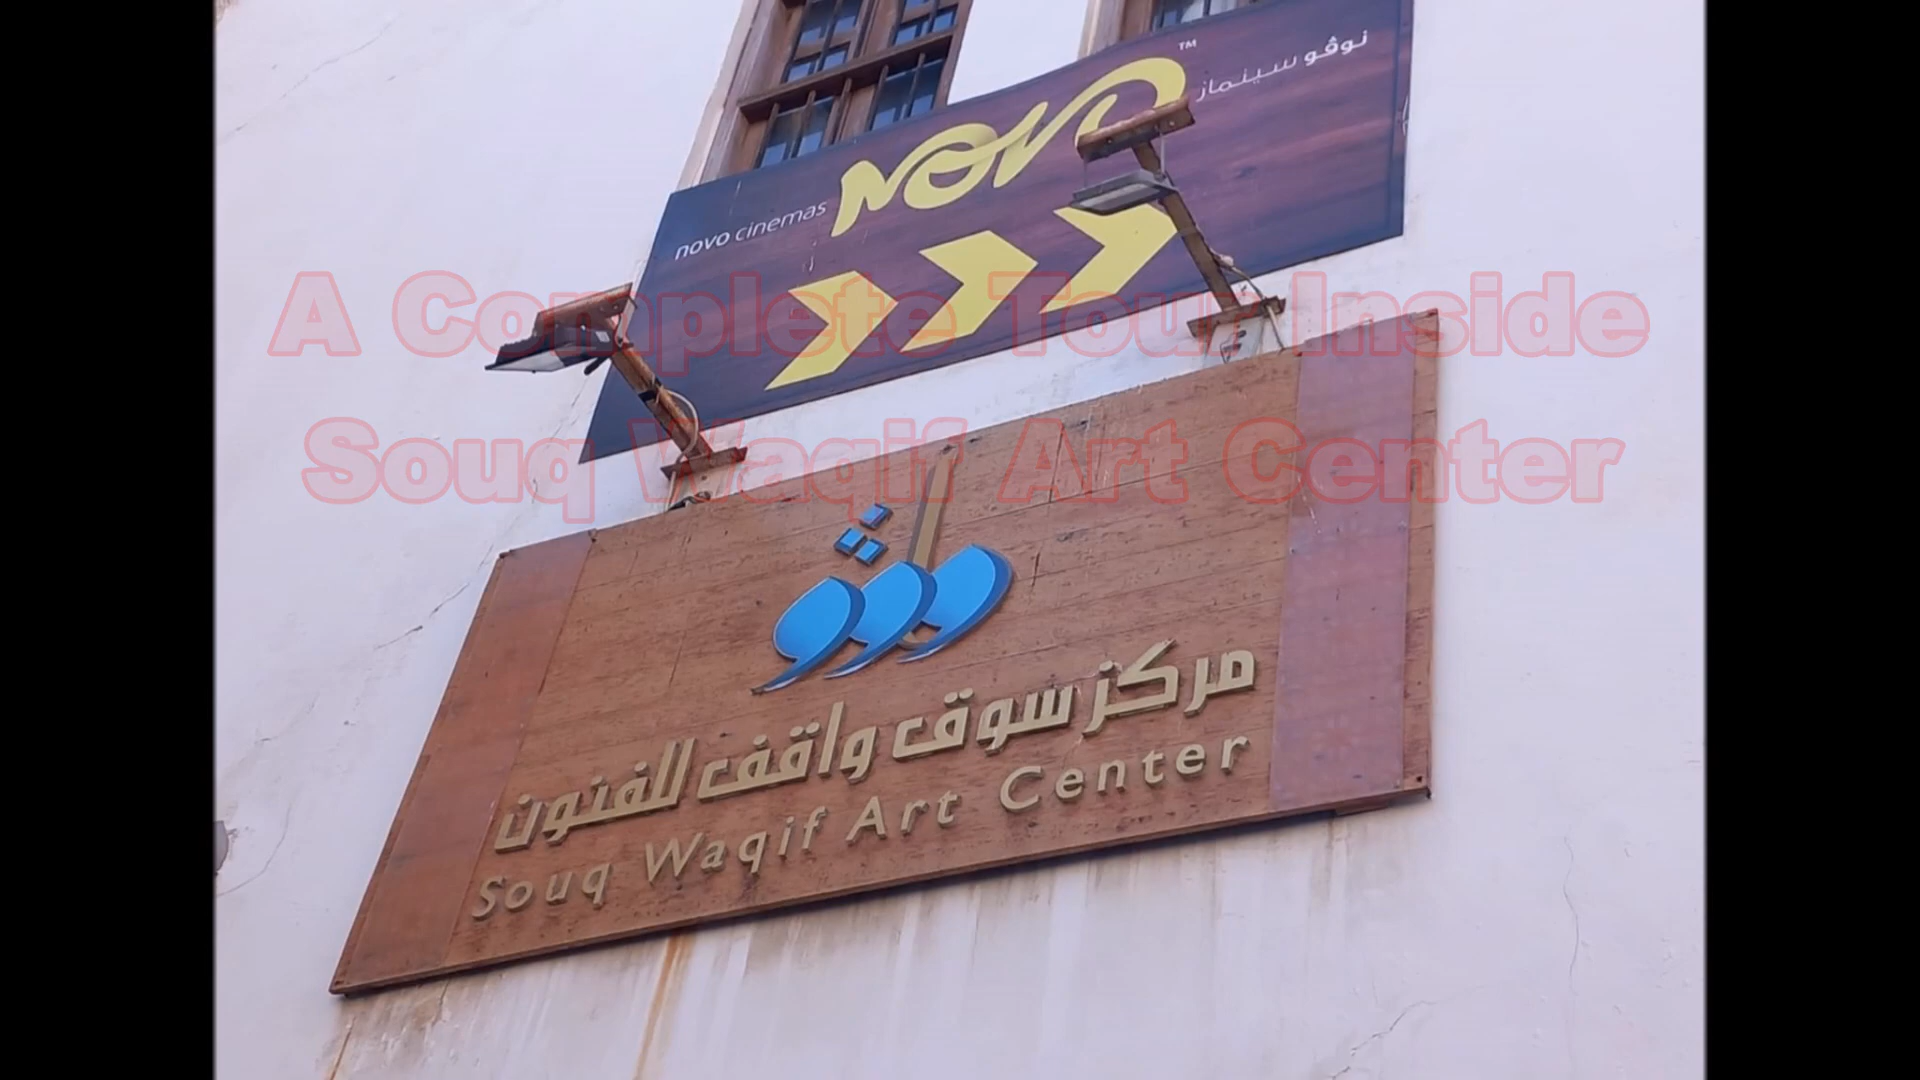 نوڤو سينماز
novo™
novo cinemas
A Complete Tour Inside
Souq Waqif Art Center
مركز سوق واقف للفنون
Souq Waqif Art Center